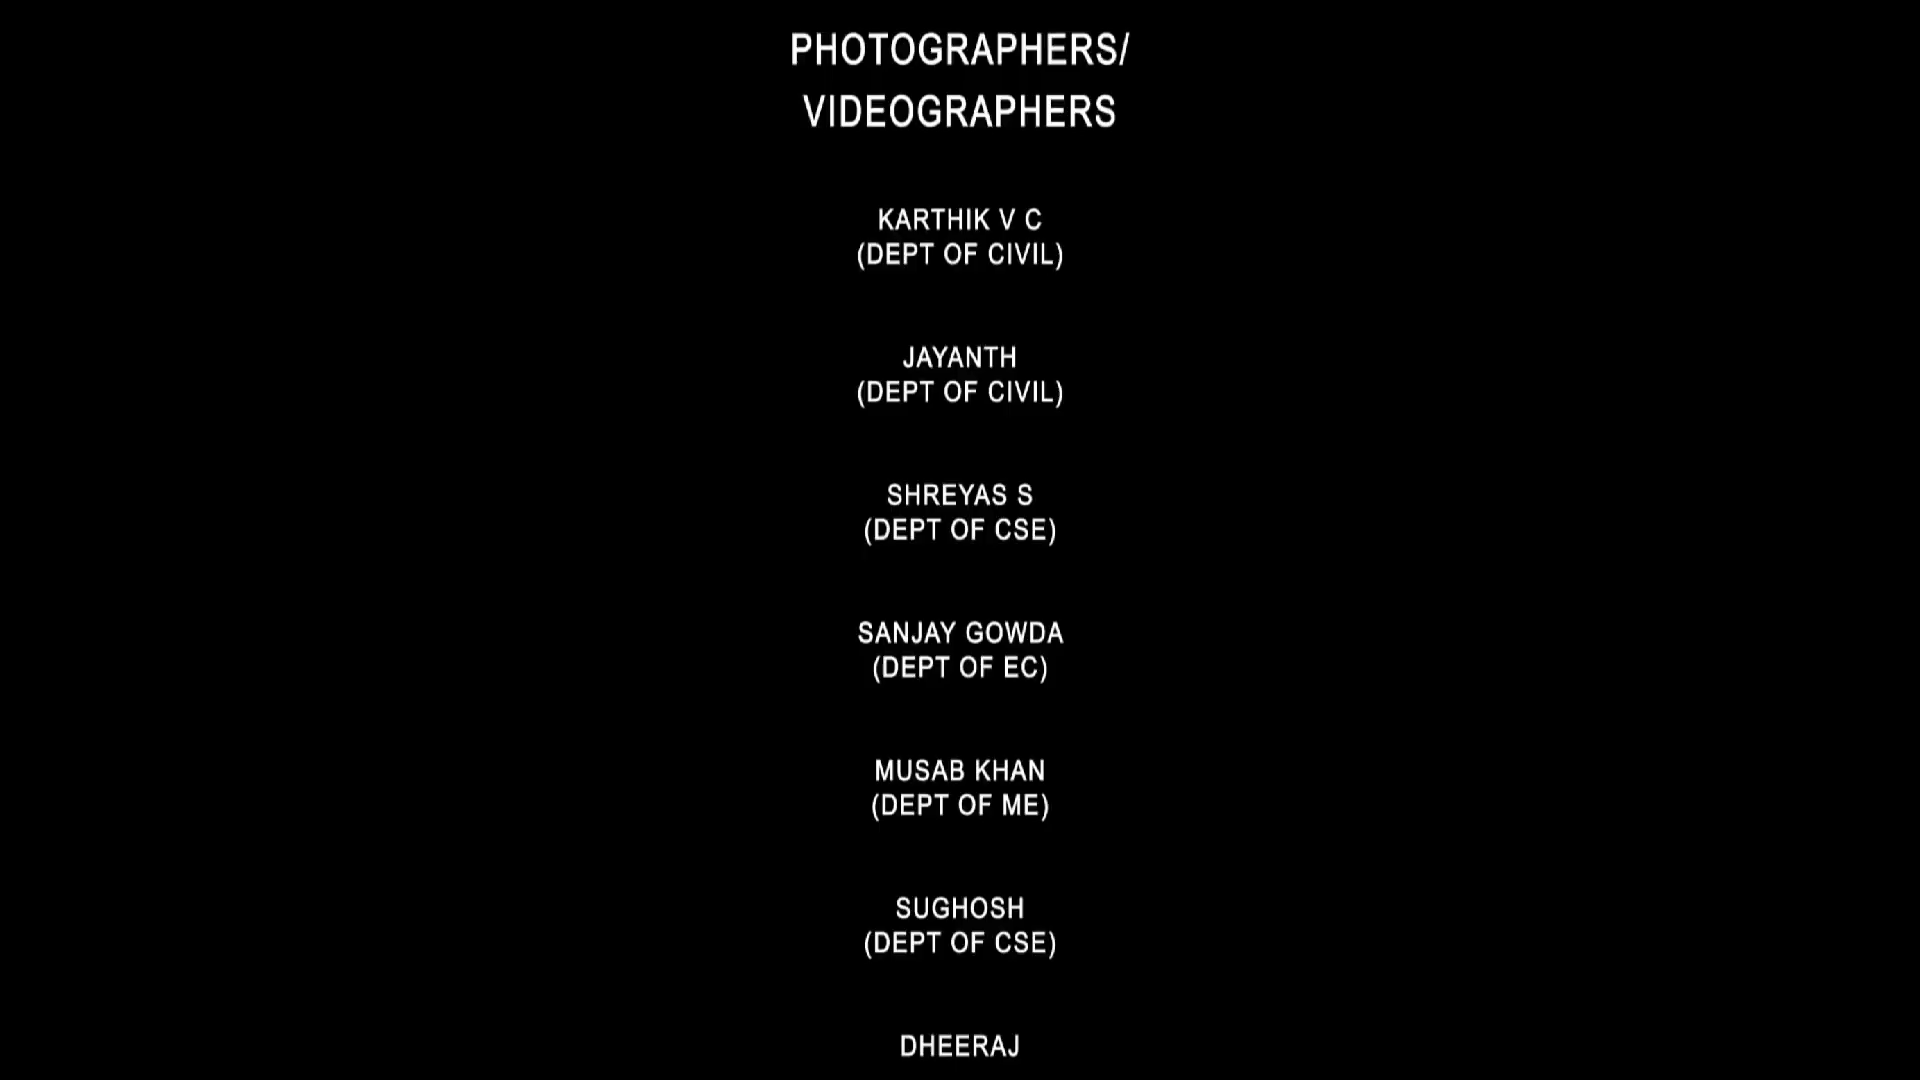 PHOTOGRAPHERS/
VIDEOGRAPHERS
KARTHIK V C
(DEPT OF CIVIL)
JAYANTH
(DEPT OF CIVIL)
SHREYAS S
(DEPT OF CSE)
SANJAY GOWDA
(DEPT OF EC)
MUSAB KHAN
(DEPT OF ME)
SUGHOSH
(DEPT OF CSE)
DHEERAJ